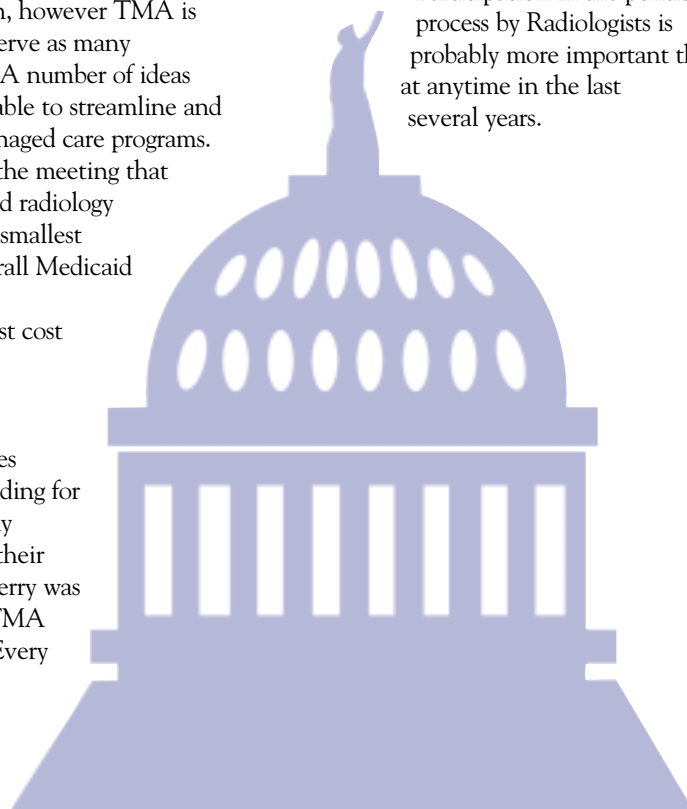 however TMA is
erve as many
A number of ideas
able to streamline and
naged care programs.
the meeting that
d radiology
smallest
rall Medicaid
st cost
es
ding for
y
their
erry was
TMA
Every
process by Radiologists is
probably more important th
at anytime in the last
several years.